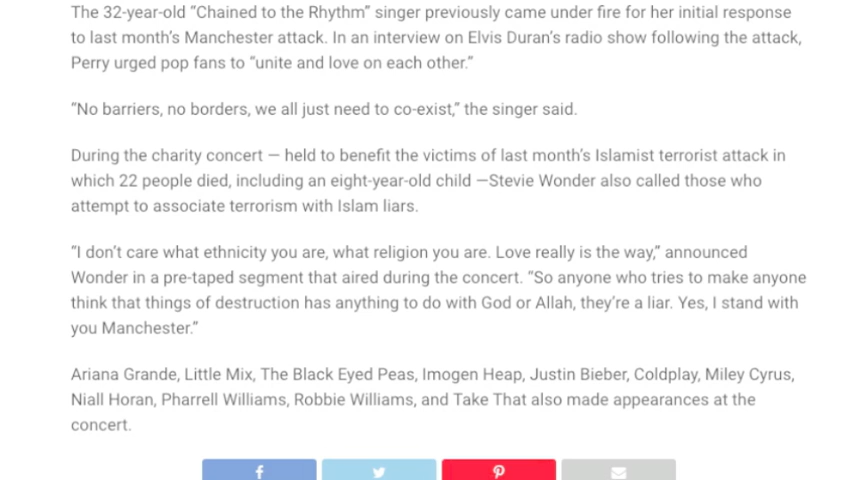 The 32-year-old “Chained to the Rhythm” singer previously came under fire for her initial response
to last month’s Manchester attack. In an interview on Elvis Duran’s radio show following the attack,
Perry urged pop fans to “unite and love on each other.”
“No barriers, no borders, we all just need to co-exist,” the singer said.
During the charity concert — held to benefit the victims of last month’s Islamist terrorist attack in
which 22 people died, including an eight-year-old child —Stevie Wonder also called those who
attempt to associate terrorism with Islam liars.
“I don’t care what ethnicity you are, what religion you are. Love really is the way,” announced
Wonder in a pre-taped segment that aired during the concert. “So anyone who tries to make anyone
think that things of destruction has anything to do with God or Allah, they’re a liar. Yes, I stand with
you Manchester.”
Ariana Grande, Little Mix, The Black Eyed Peas, Imogen Heap, Justin Bieber, Coldplay, Miley Cyrus,
Niall Horan, Pharrell Williams, Robbie Williams, and Take That also made appearances at the
concert.